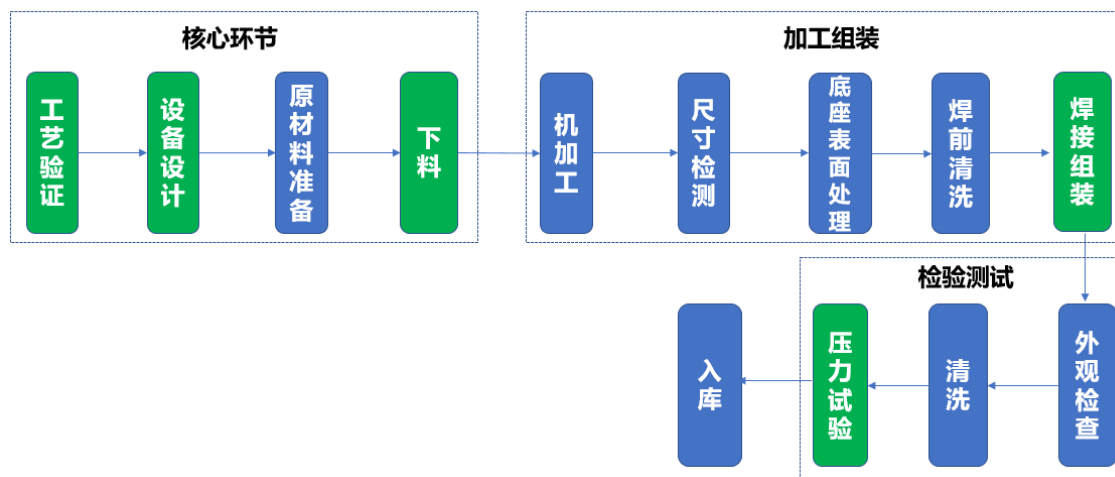 核心环节
加工组装
工艺验证
设备设计
原材料准备
下料
机加工
尺寸检测
底座表面处理
焊前清洗
焊接组装
检验测试
入库
压力试验
清洗
外观检查